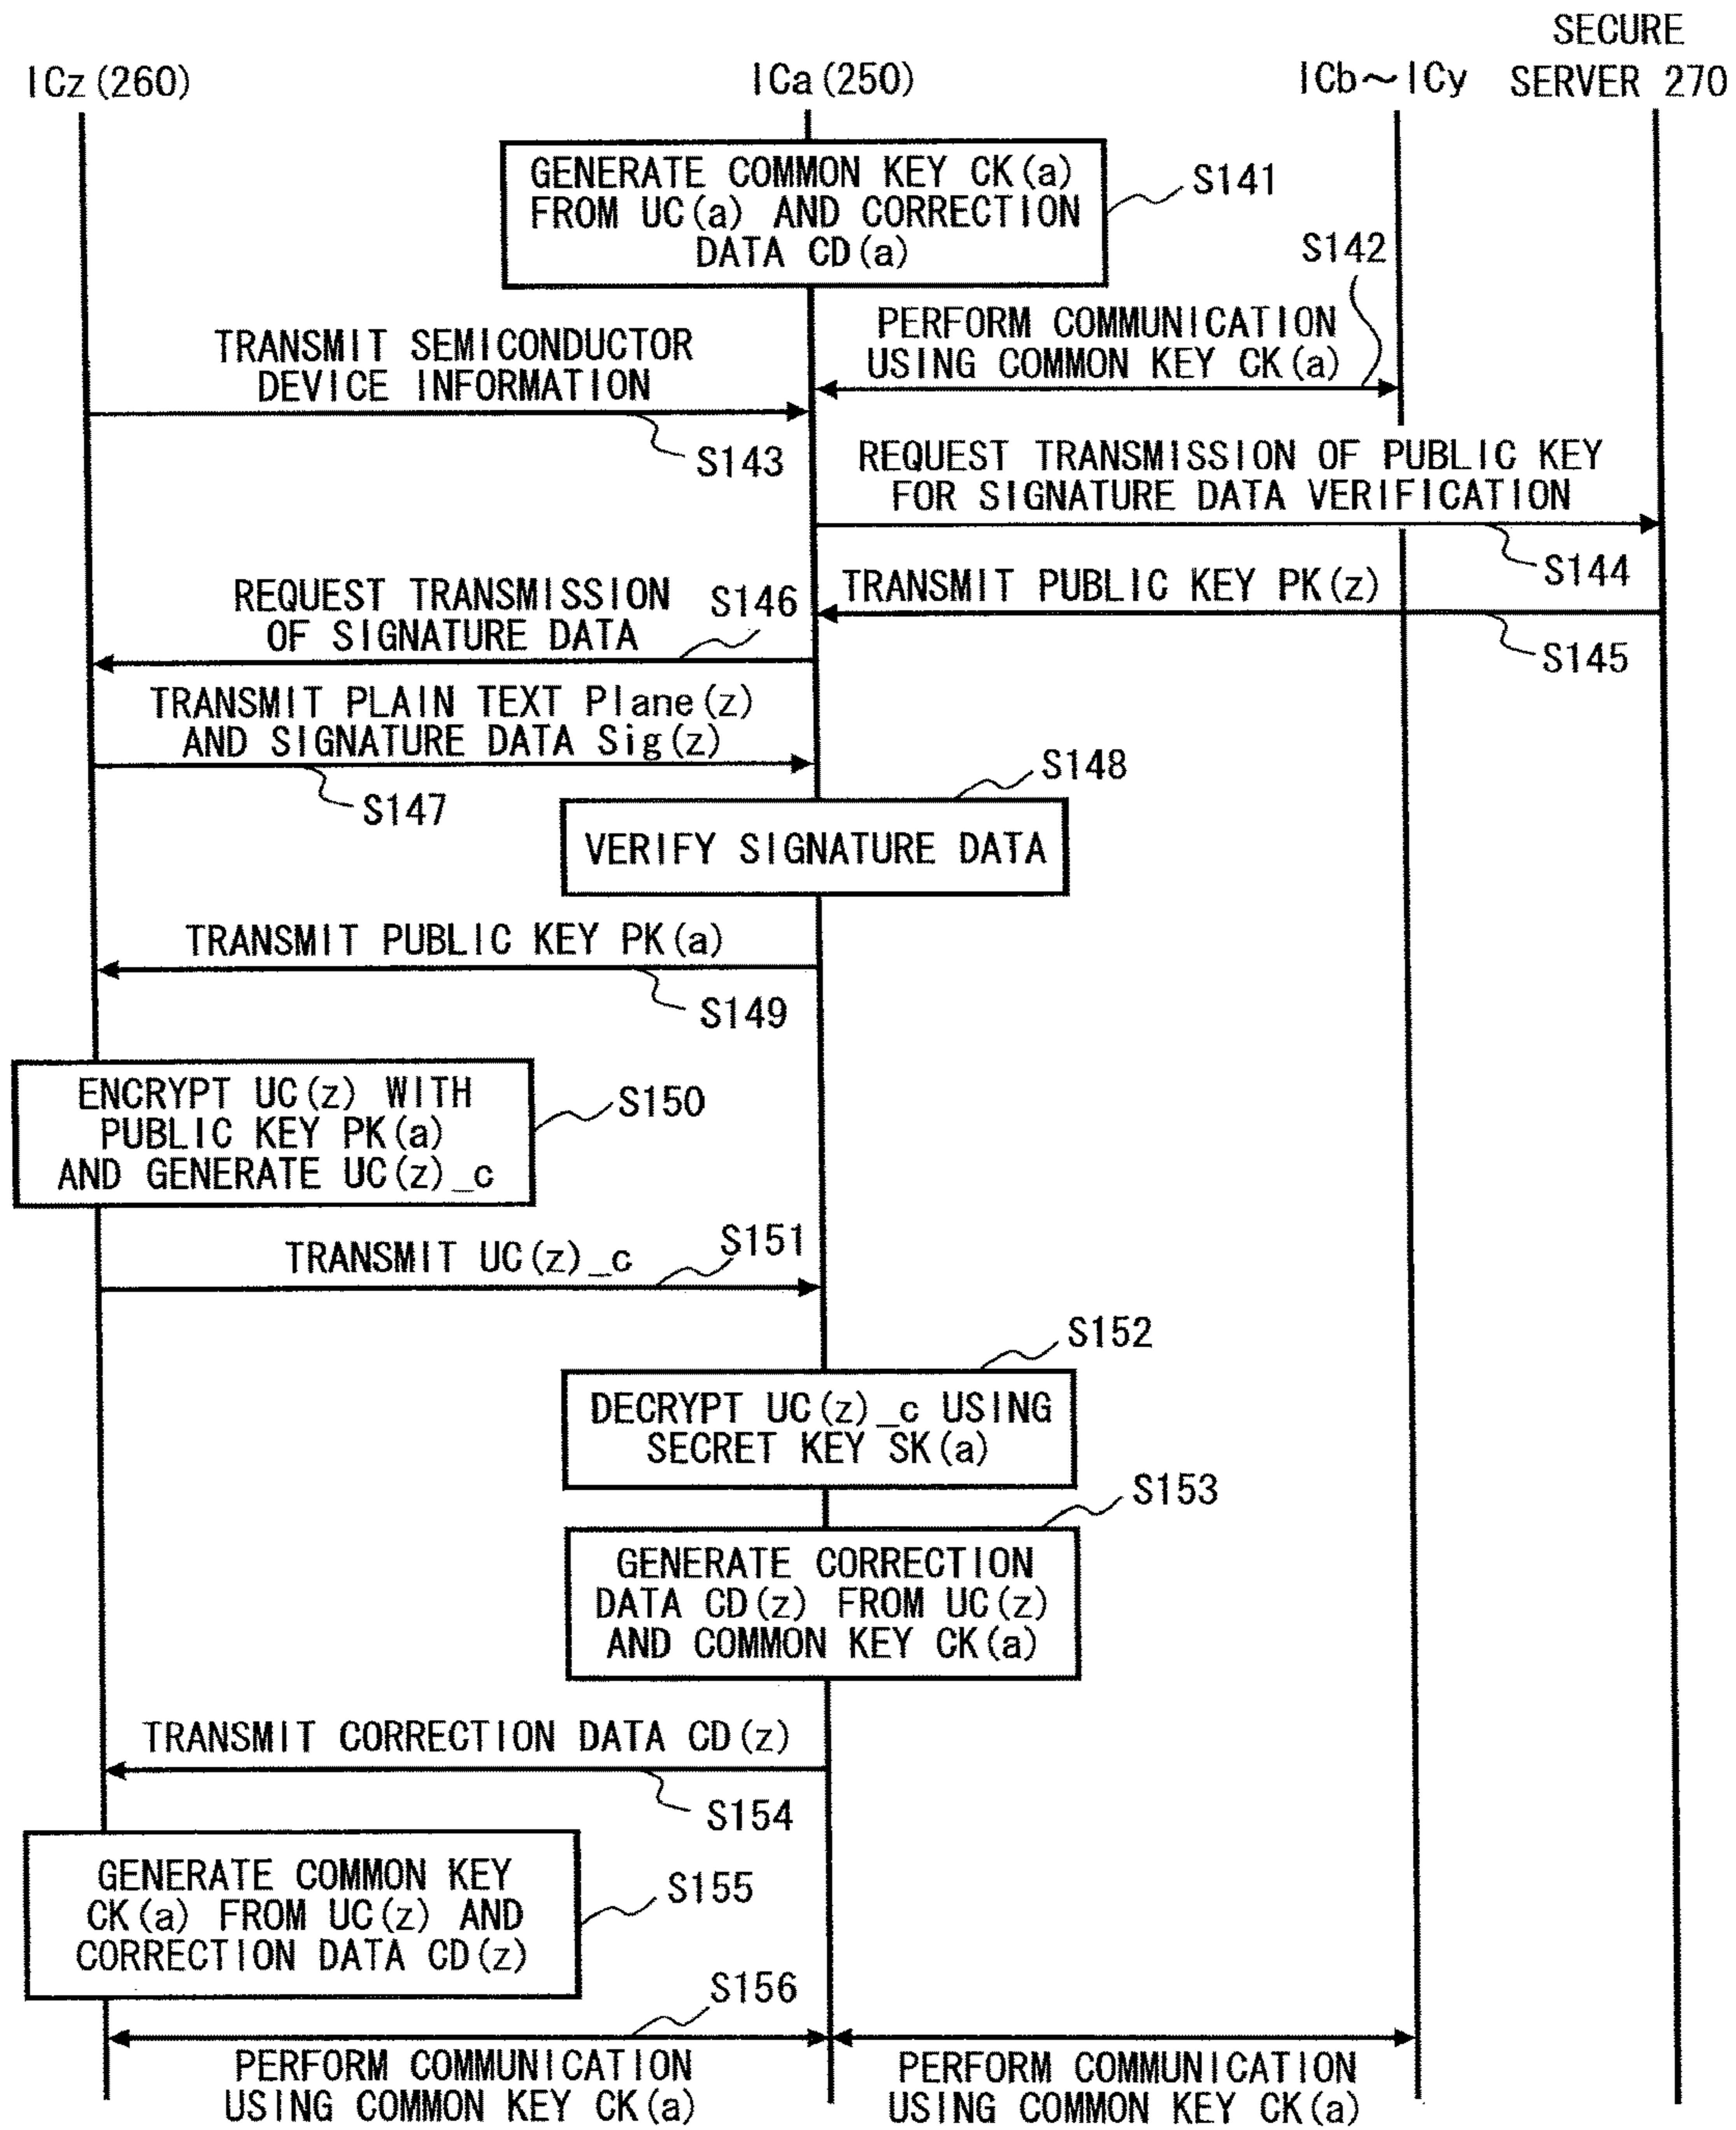 SECURE
ICz(260)
ICa(250)
ICb~ICy
SERVER 270
GENERATE COMMON KEY CK(a)
FROM UC(a) AND CORRECTION
DATA CD(a)
S141
S142
PERFORM COMMUNICATION
USING COMMON KEY CK(a)
TRANSMIT SEMICONDUCTOR
DEVICE INFORMATION
S143
REQUEST TRANSMISSION OF PUBLIC KEY
FOR SIGNATURE DATA VERIFICATION
S144
TRANSMIT PUBLIC KEY PK(z)
S145
REQUEST TRANSMISSION
OF SIGNATURE DATA
S146
TRANSMIT PLAIN TEXT Plane(z)
AND SIGNATURE DATA Sig(z)
S147
S148
VERIFY SIGNATURE DATA
TRANSMIT PUBLIC KEY PK(a)
S149
ENCRYPT UC(z) WITH
PUBLIC KEY PK(a)
AND GENERATE UC(z)_c
S150
TRANSMIT UC(z)_c
S151
S152
DECRYPT UC(z)_c USING
SECRET KEY SK(a)
S153
GENERATE CORRECTION
DATA CD(z) FROM UC(z)
AND COMMON KEY CK(a)
TRANSMIT CORRECTION DATA CD(z)
S154
GENERATE COMMON KEY
CK(a) FROM UC(z) AND
CORRECTION DATA CD(z)
S155
S156
PERFORM COMMUNICATION
USING COMMON KEY CK(a)
PERFORM COMMUNICATION
USING COMMON KEY CK(a)